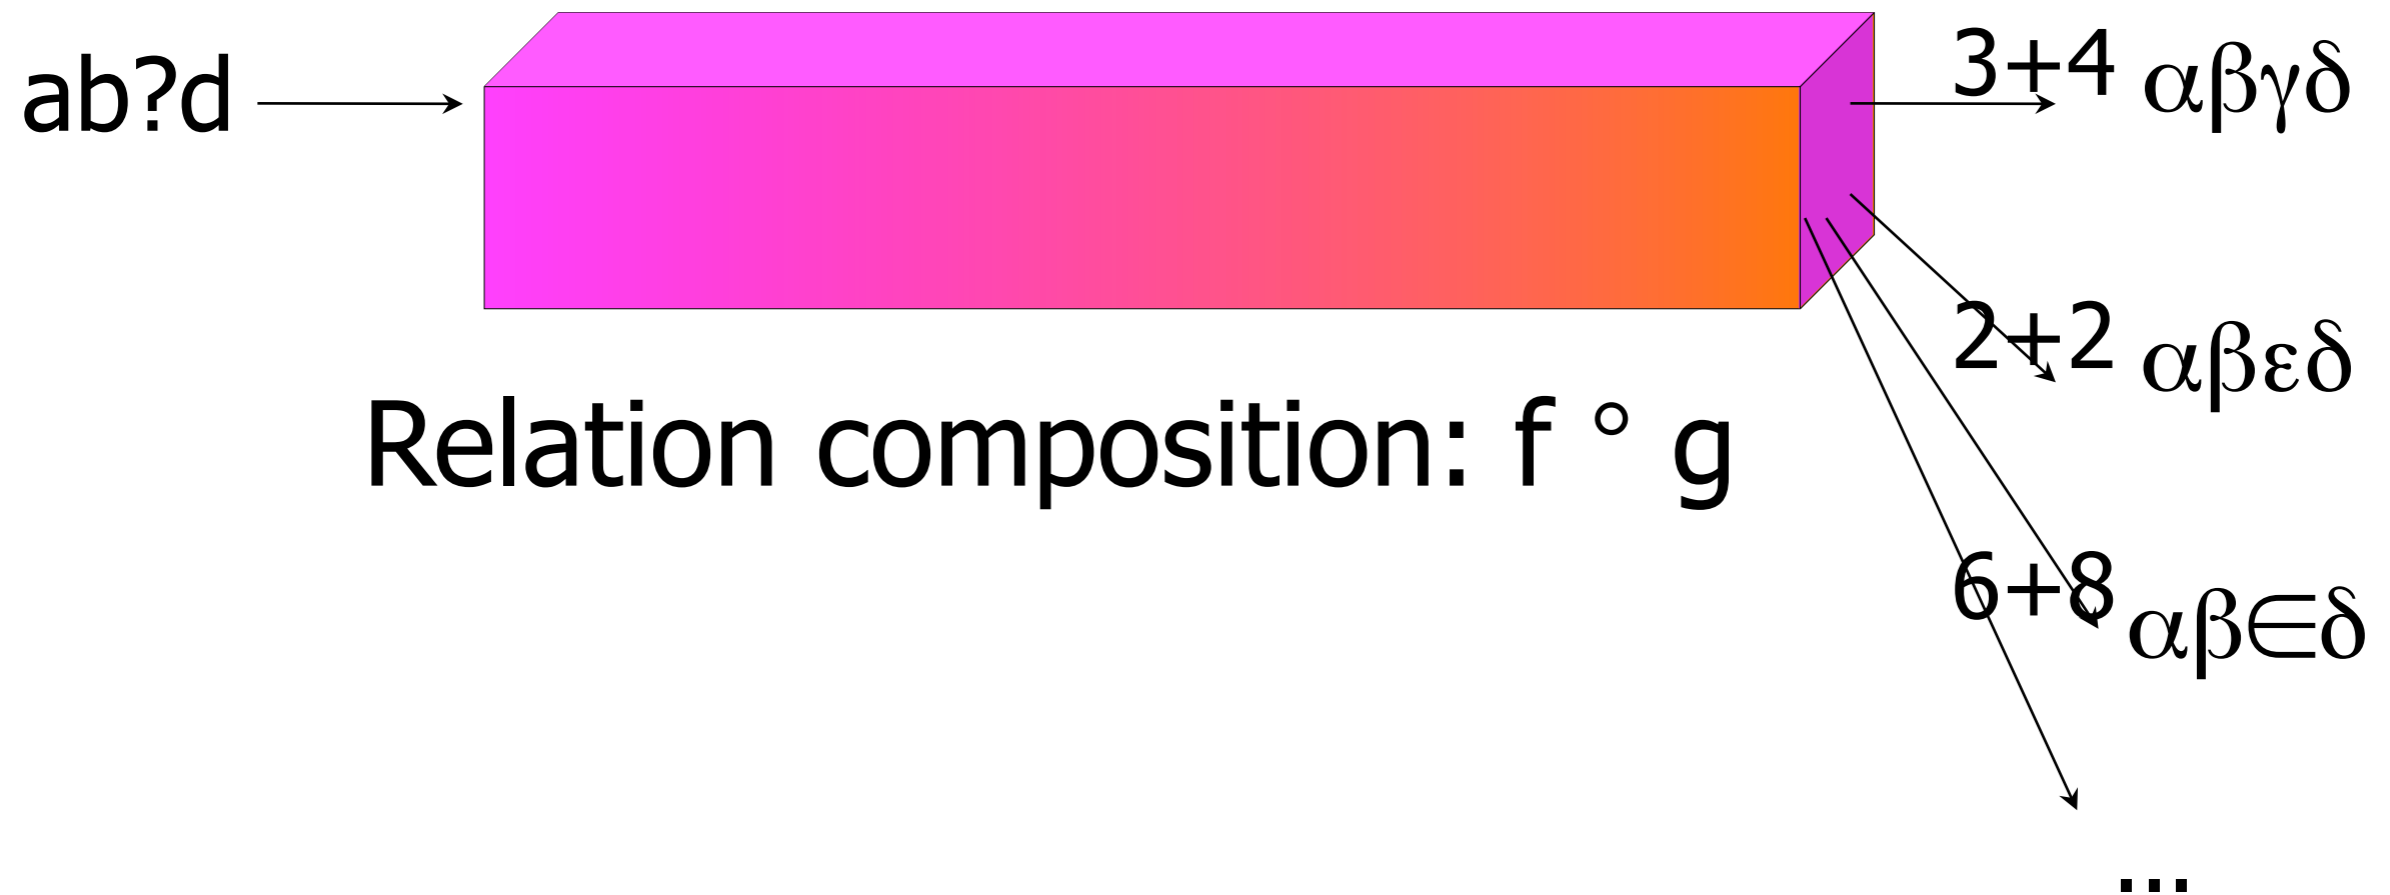 ab?d
3+4 αβγδ
2+2 αβεδ
Relation composition: f ° g
6+8 αβ∈δ
...